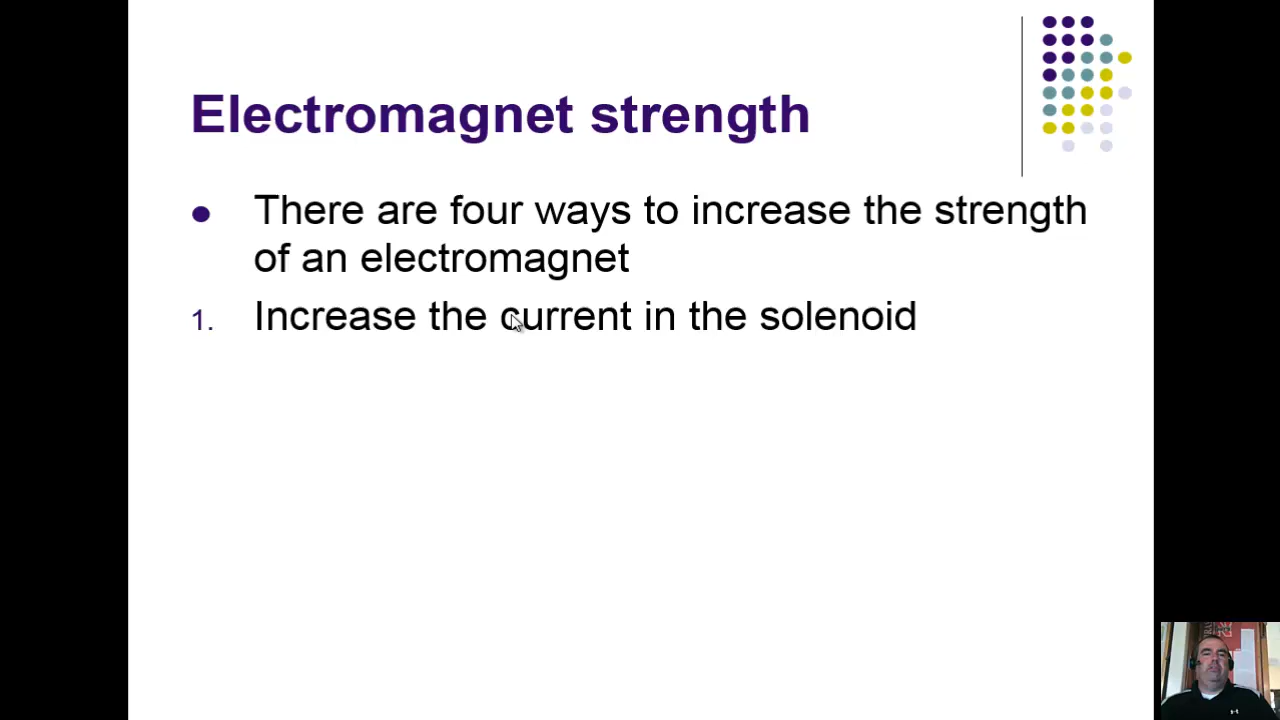 Electromagnet strength
There are four ways to increase the strength
of an electromagnet
1. Increase the current in the solenoid